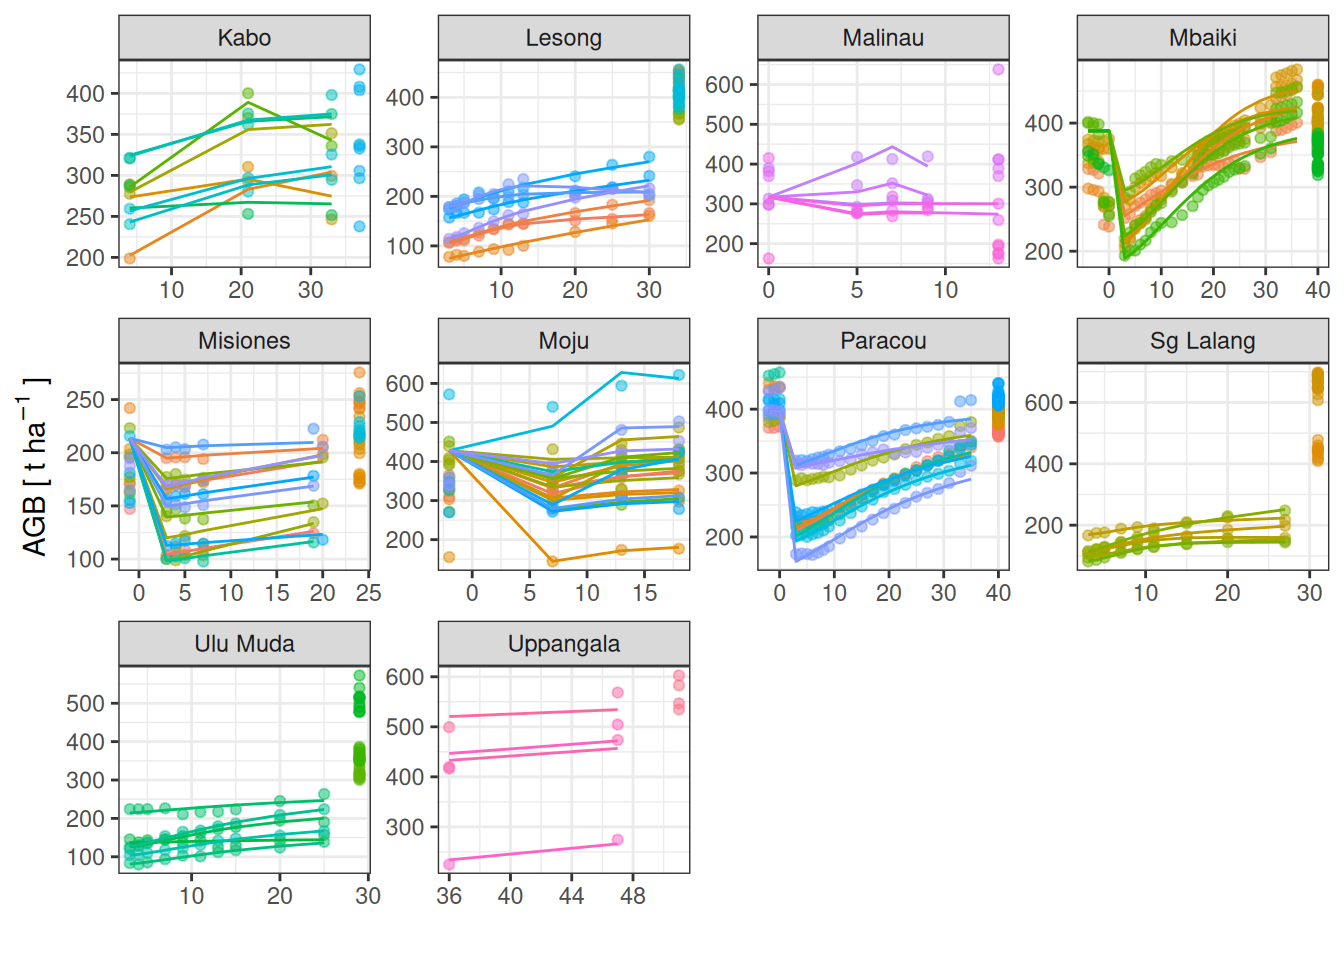 Kabo Lesong Malinau Mbaiki
400 350 300 250 200
400 300 200 100
600 500 400 300 200
400 300 200
10 20 30
0 10 20 30
0 5 10
0 10 20 30 40
AGB [ t ha⁻¹ ]
Misiones Moju Paracou Sg Lalang
250 200 150 100
600 500 400 300 200
400 300 200
600 400 200
0 5 10 15 20 25
0 5 10 15
0 10 20 30 40
10 20 30
Ulu Muda Uppangala
500 400 300 200 100
600 500 400 300
10 20 30
36 40 44 48